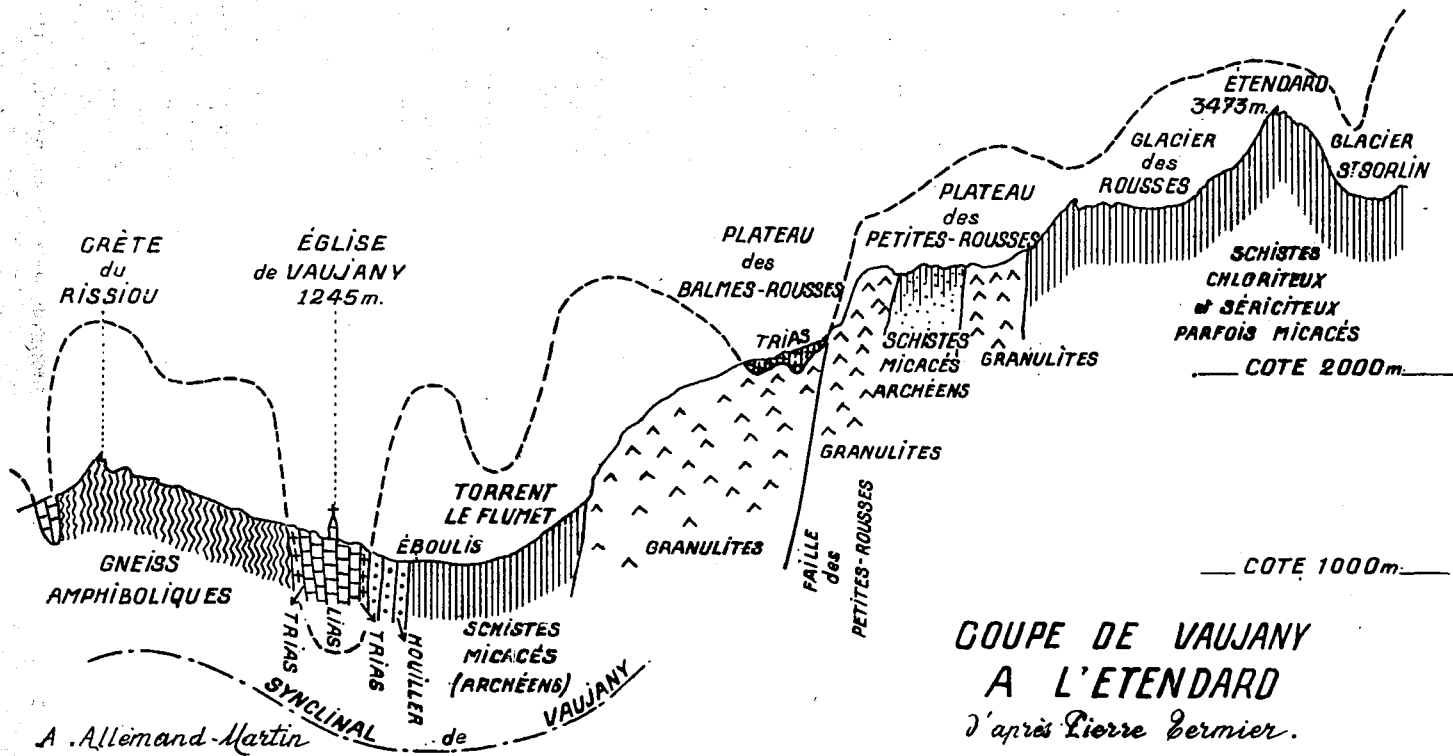 ETENDARD
3473m.
GLACIER
des
ROUSSES
GLACIER
St SORLIN
PLATEAU
des
PETITES-ROUSSES
PLATEAU
des
BALMES-ROUSSES
CRÈTE
du
RISSIOU
ÉGLISE
de VAUJANY
1245m.
SCHISTES
CHLORITEUX
et SÉRICITEUX
PARFOIS MICACÉS
TRIAS
SCHISTES
MICACÉS
ARCHÉENS
GRANULITES
COTE 2000m.
GRANULITES
TORRENT
LE FLUMET
ÉBOULIS
GRANULITES
FAILLE
des
PETITES-ROUSSES
COTE 1000m.
GNEISS
AMPHIBOLIQUES
TRIAS
LIAS
TRIAS
HOUILLER
SCHISTES
MICACÉS
(ARCHÉENS)
SYNCLINAL de VAUJANY
COUPE DE VAUJANY
A L'ETENDARD
d'après Pierre Termier.
A. Allemand-Martin